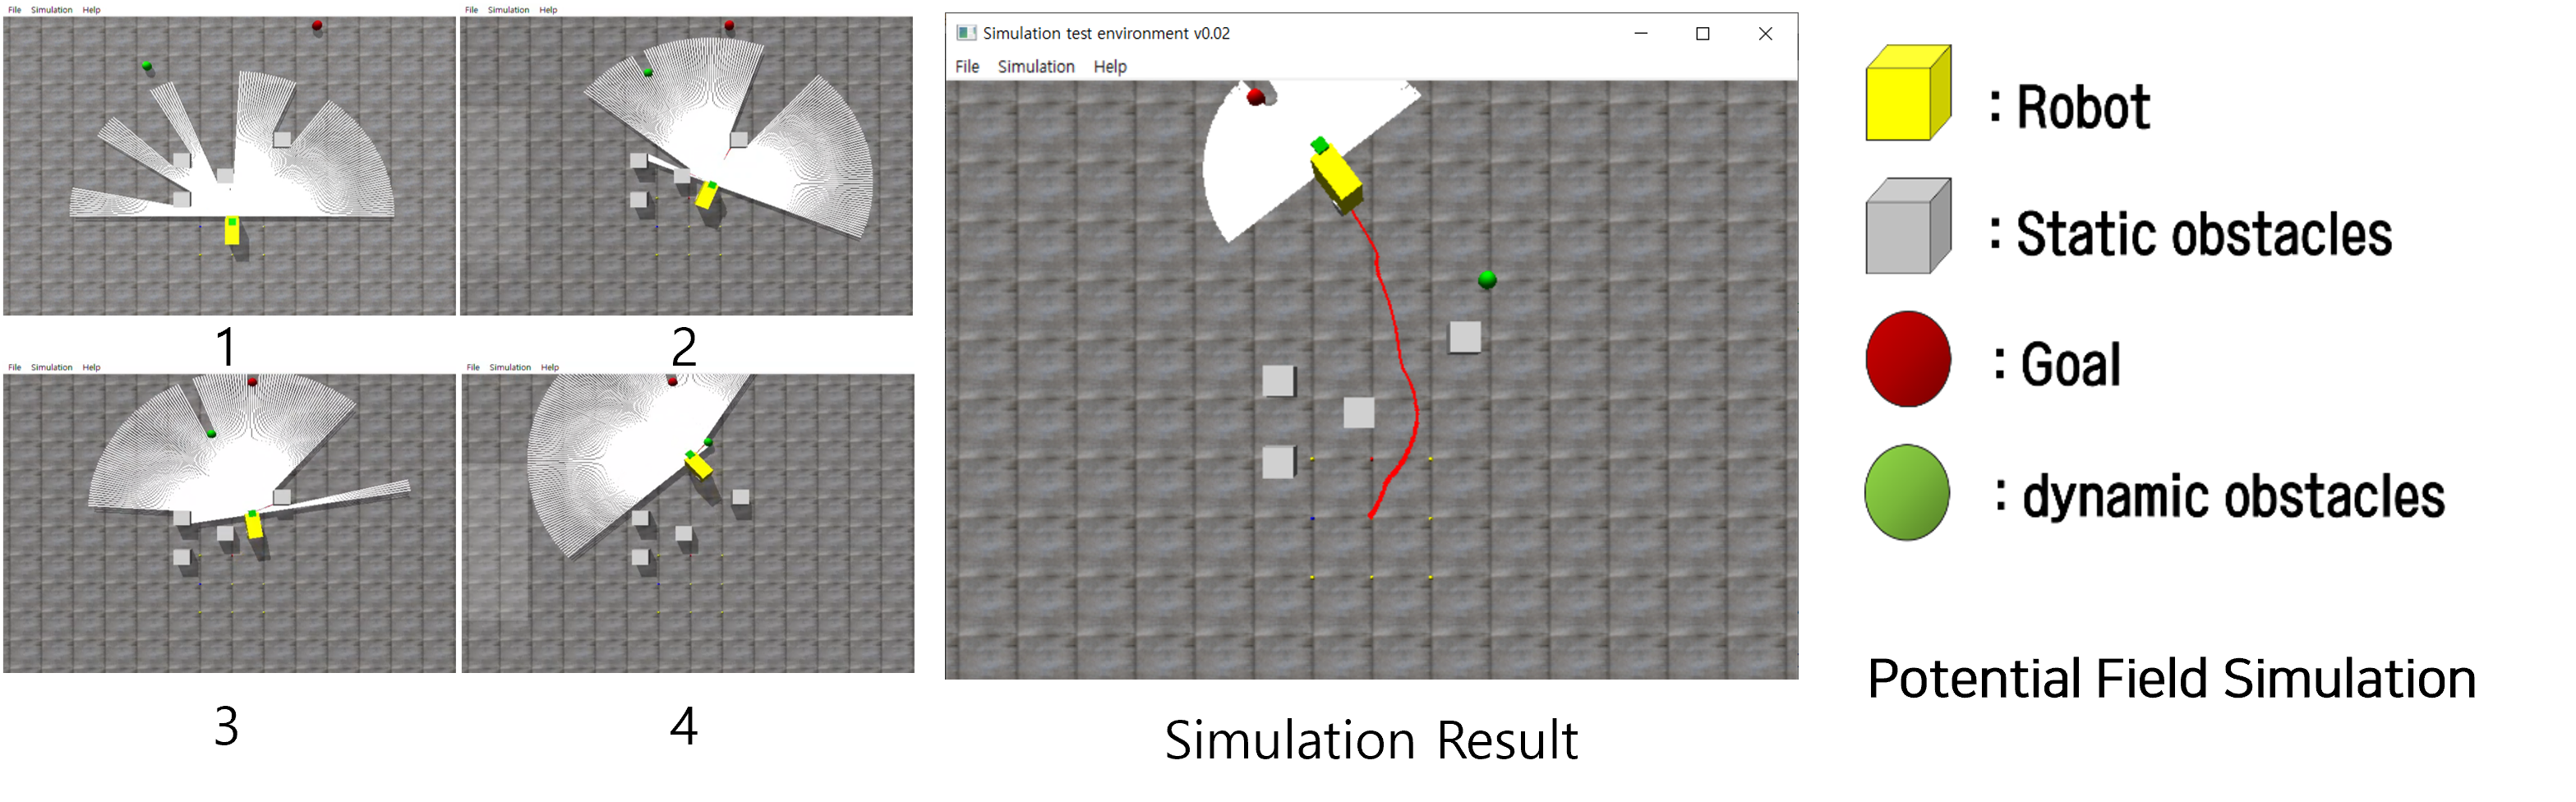 File Simulation Help
File Simulation Help
1
2
File Simulation Help
File Simulation Help
3
4
Simulation test environment v0.02
File Simulation Help
Simulation Result
: Robot
: Static obstacles
: Goal
: dynamic obstacles
Potential Field Simulation